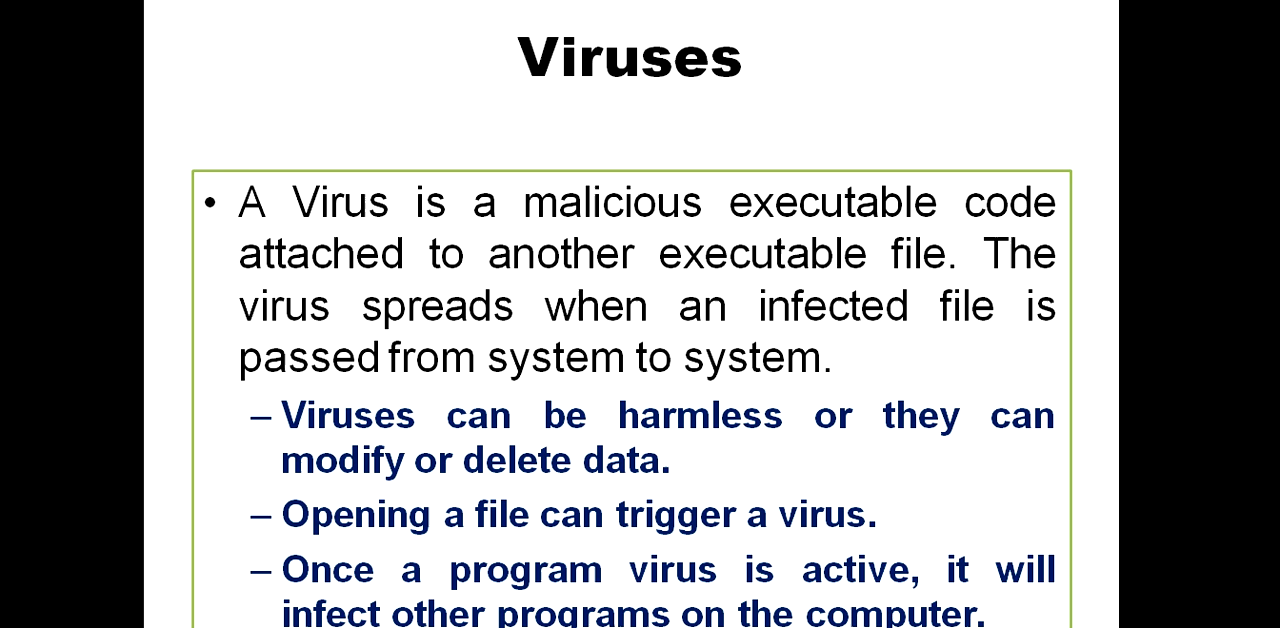 Viruses
• A Virus is a malicious executable code
attached to another executable file. The
virus spreads when an infected file is
passed from system to system.
– Viruses can be harmless or they can
modify or delete data.
– Opening a file can trigger a virus.
– Once a program virus is active, it will
infect other programs on the computer.